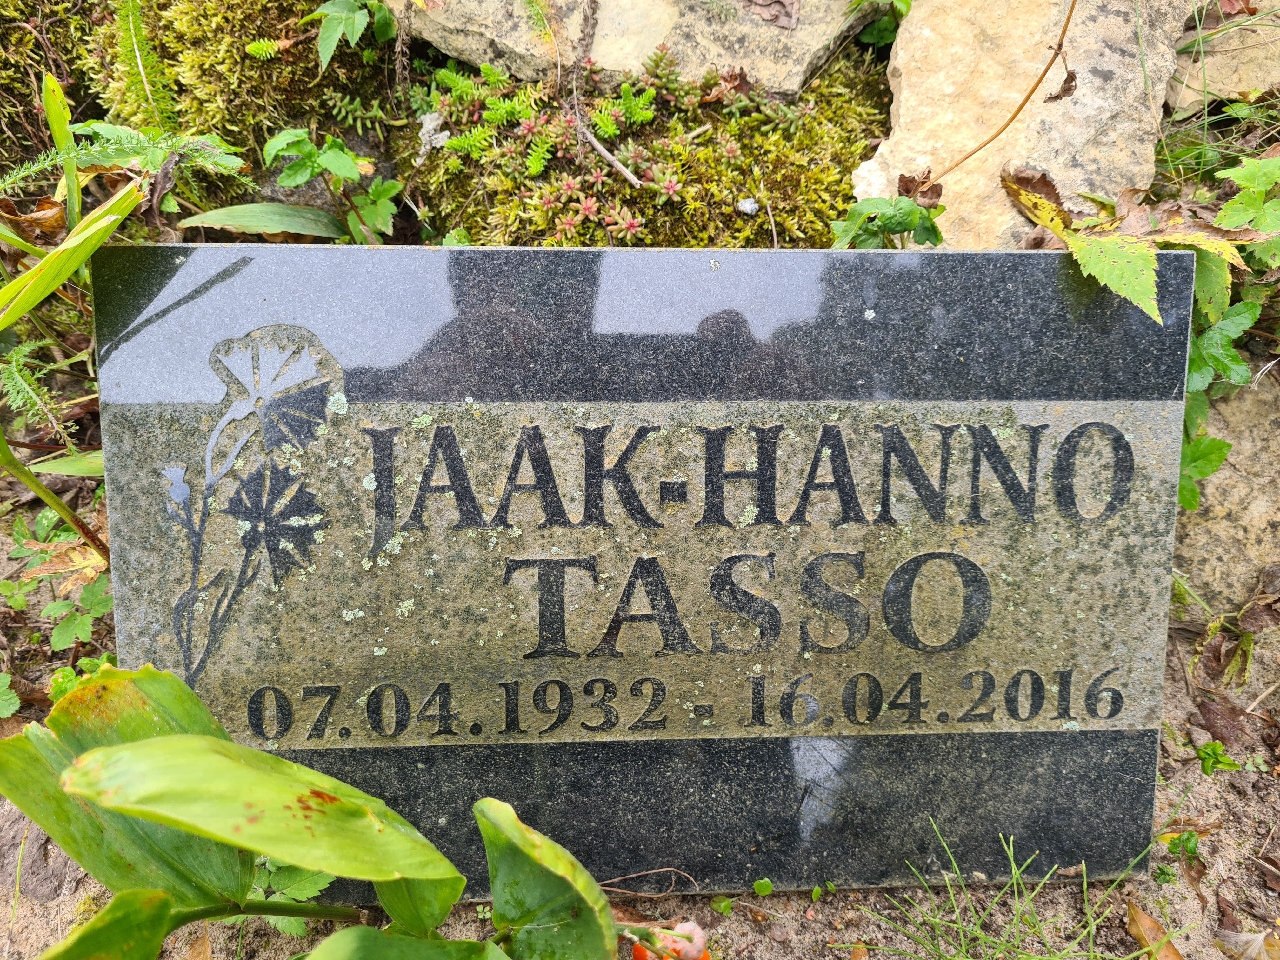 JAAK-HANNO
TASSO
07.04.1932 - 16.04.2016